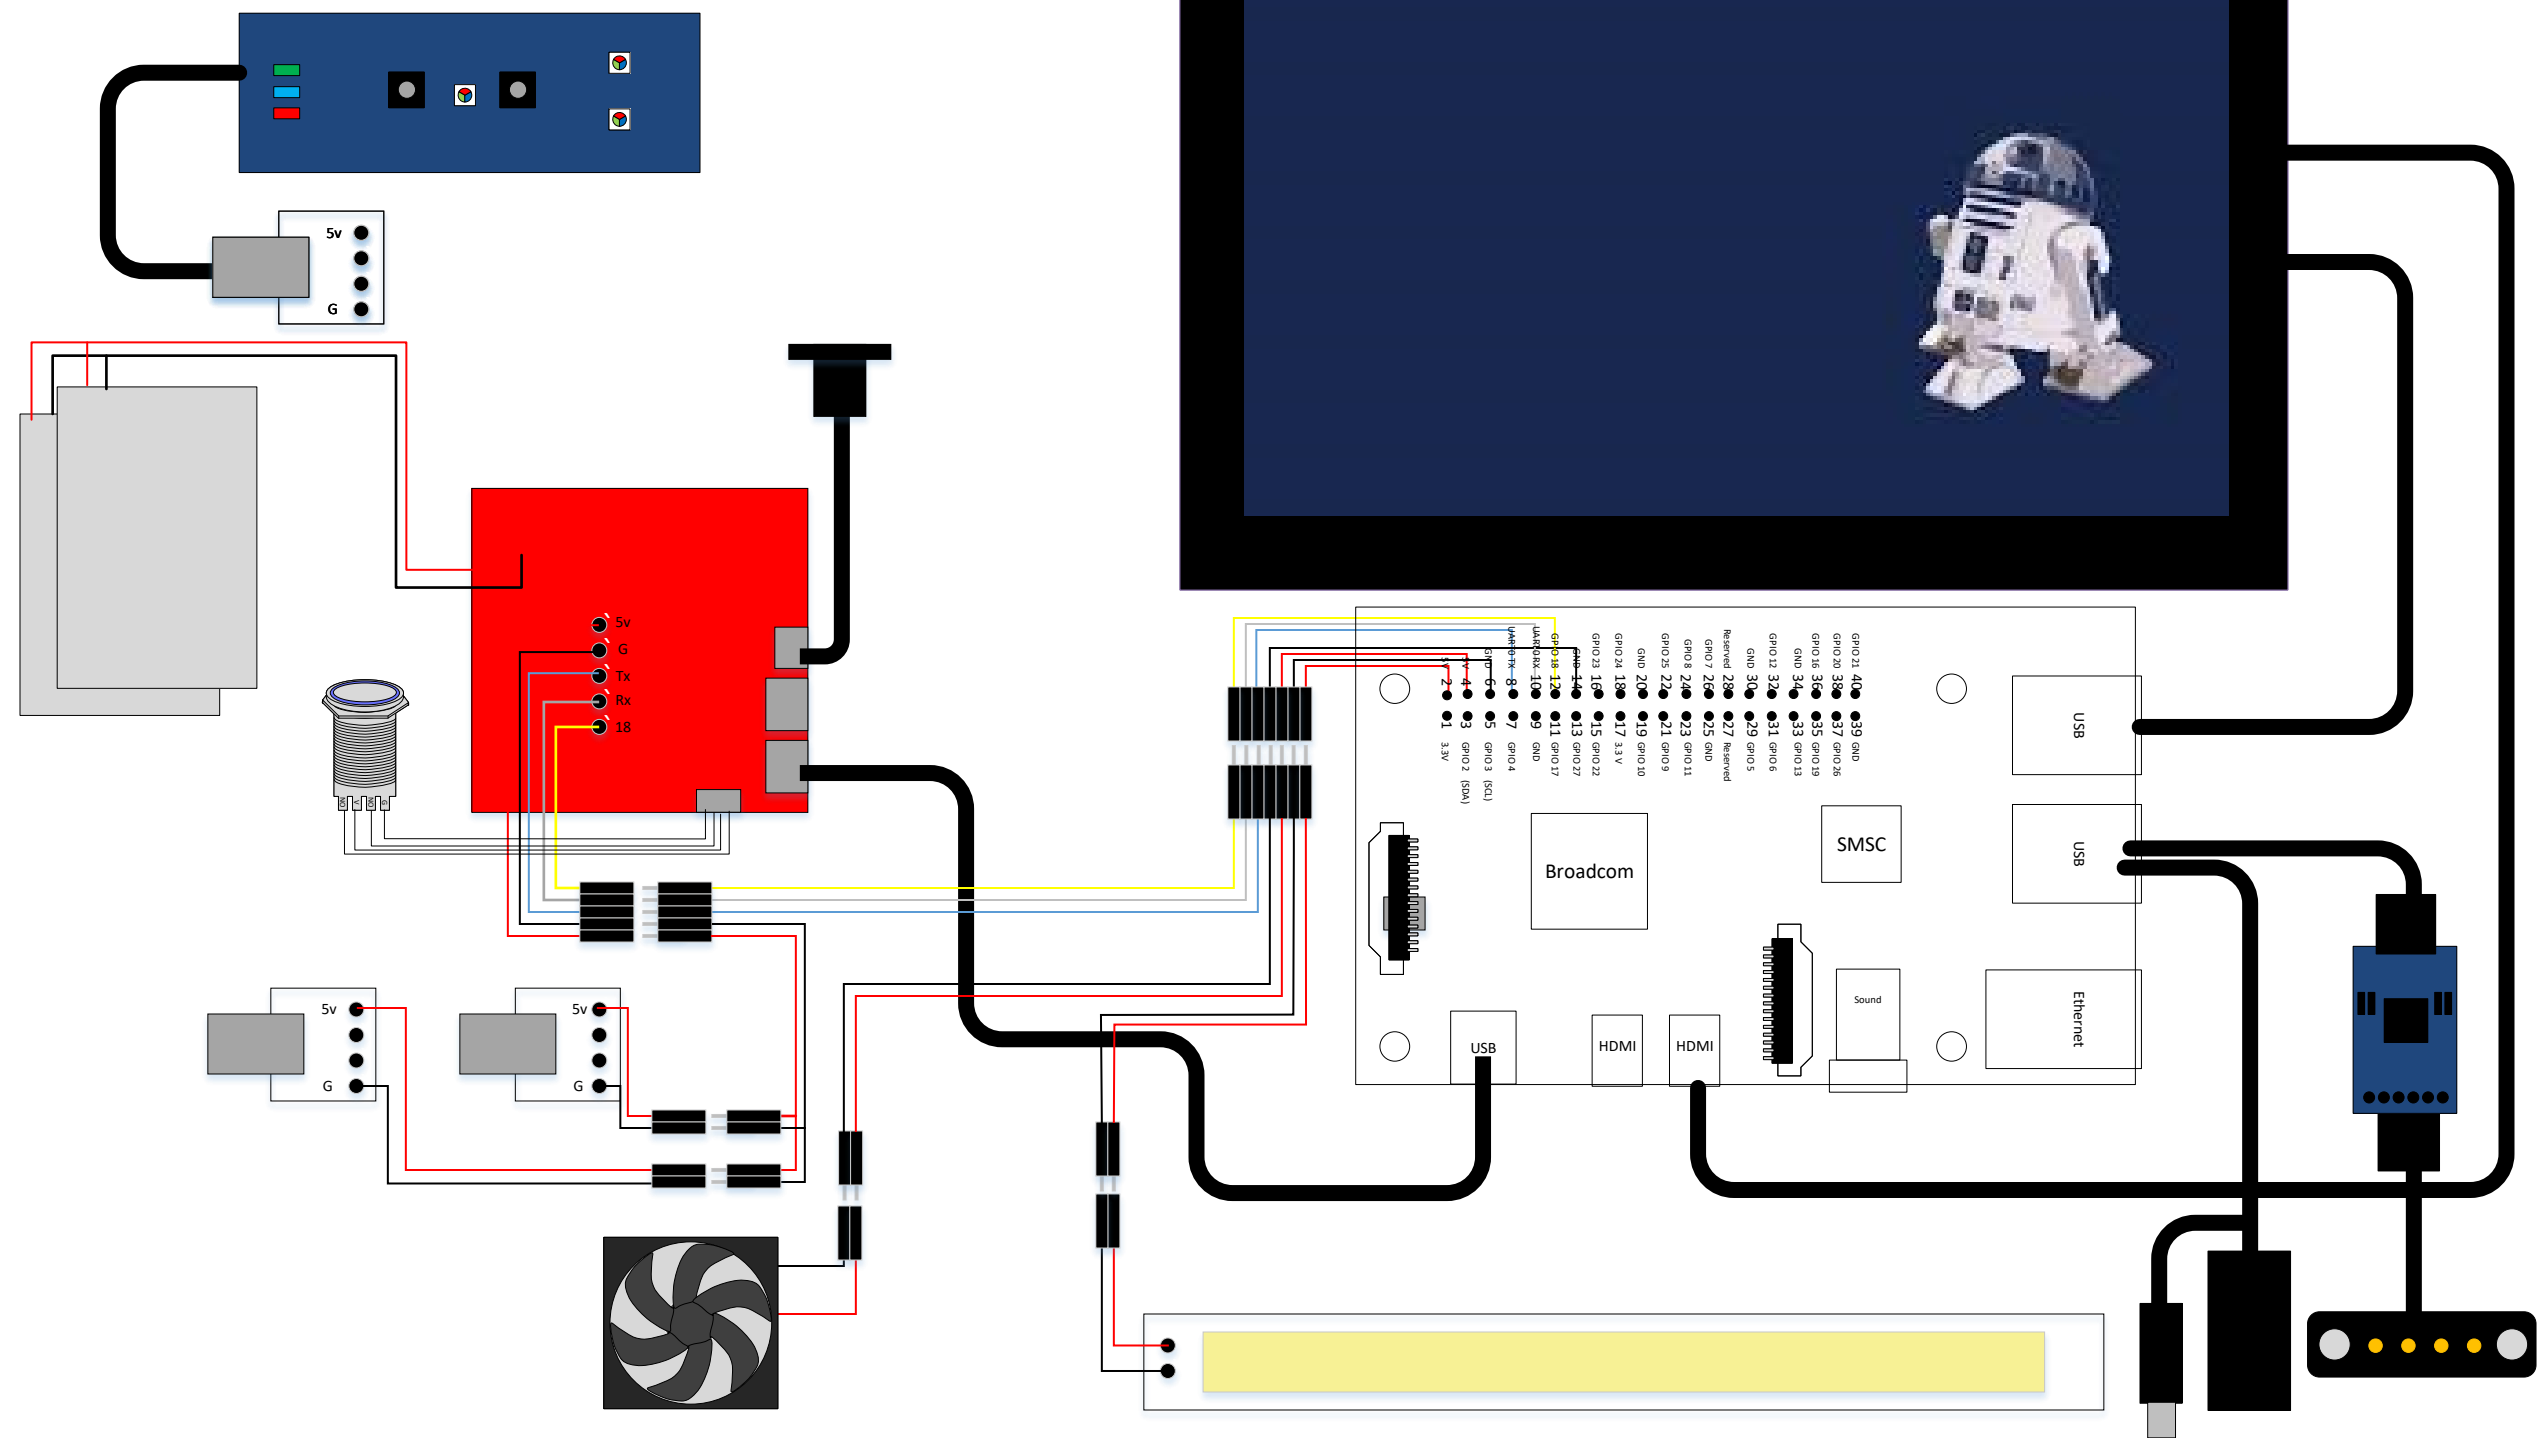 5v
G
5v
G
Tx
Rx
18
NO
V
NO
G
5v
G
5v
G
5V
5V
GND
UART0 TX
UART0 RX
GPIO 18
GND
GPIO 23
GPIO 24
GND
GPIO 25
GPIO 8
GPIO 7
Reserved
GND
GPIO 12
GND
GPIO 16
GPIO 20
GPIO 21
2
4
6
8
10
12
14
16
18
20
22
24
26
28
30
32
34
36
38
40
1
3
5
7
9
11
13
15
17
19
21
23
25
27
29
31
33
35
37
39
3.3V
GPIO 2 (SDA)
GPIO 3 (SCL)
GPIO 4
GND
GPIO 17
GPIO 27
GPIO 22
3.3 V
GPIO 10
GPIO 9
GPIO 11
GND
Reserved
GPIO 5
GPIO 6
GPIO 13
GPIO 19
GPIO 26
GND
USB
SMSC
USB
Broadcom
Sound
Ethernet
USB
HDMI
HDMI